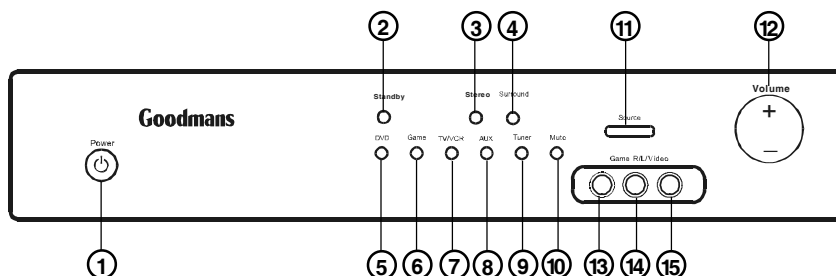 2 3 4 11 12
Standby Stereo Surround Volume
+
Source
Goodmans
Power DVD Game TV/VCR AUX Tuner Mute
–
Game R/L/Video
1 5 6 7 8 9 10 13 14 15